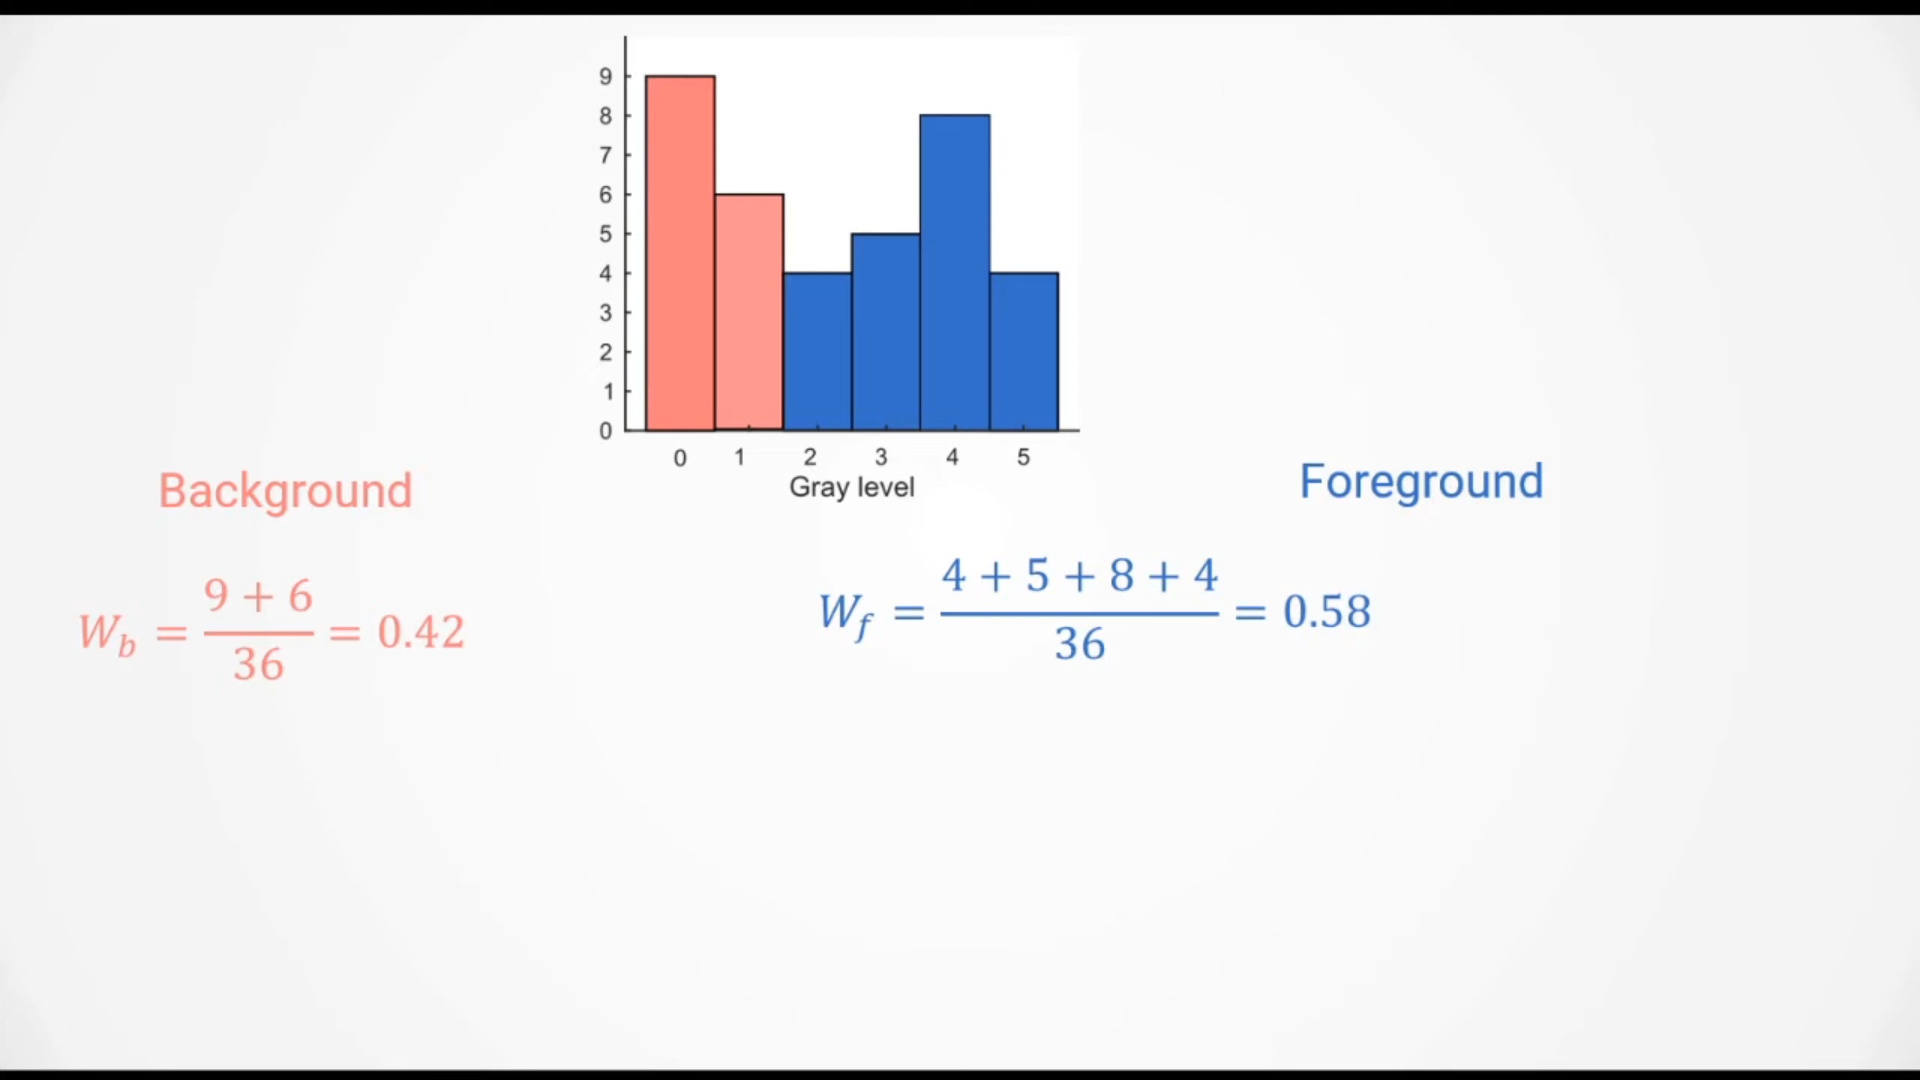 9
8
7
6
5
4
3
2
1
0
0 1 2 3 4 5
Gray level
Background
Foreground
W_b = (9 + 6)/36 = 0.42
W_f = (4 + 5 + 8 + 4)/36 = 0.58